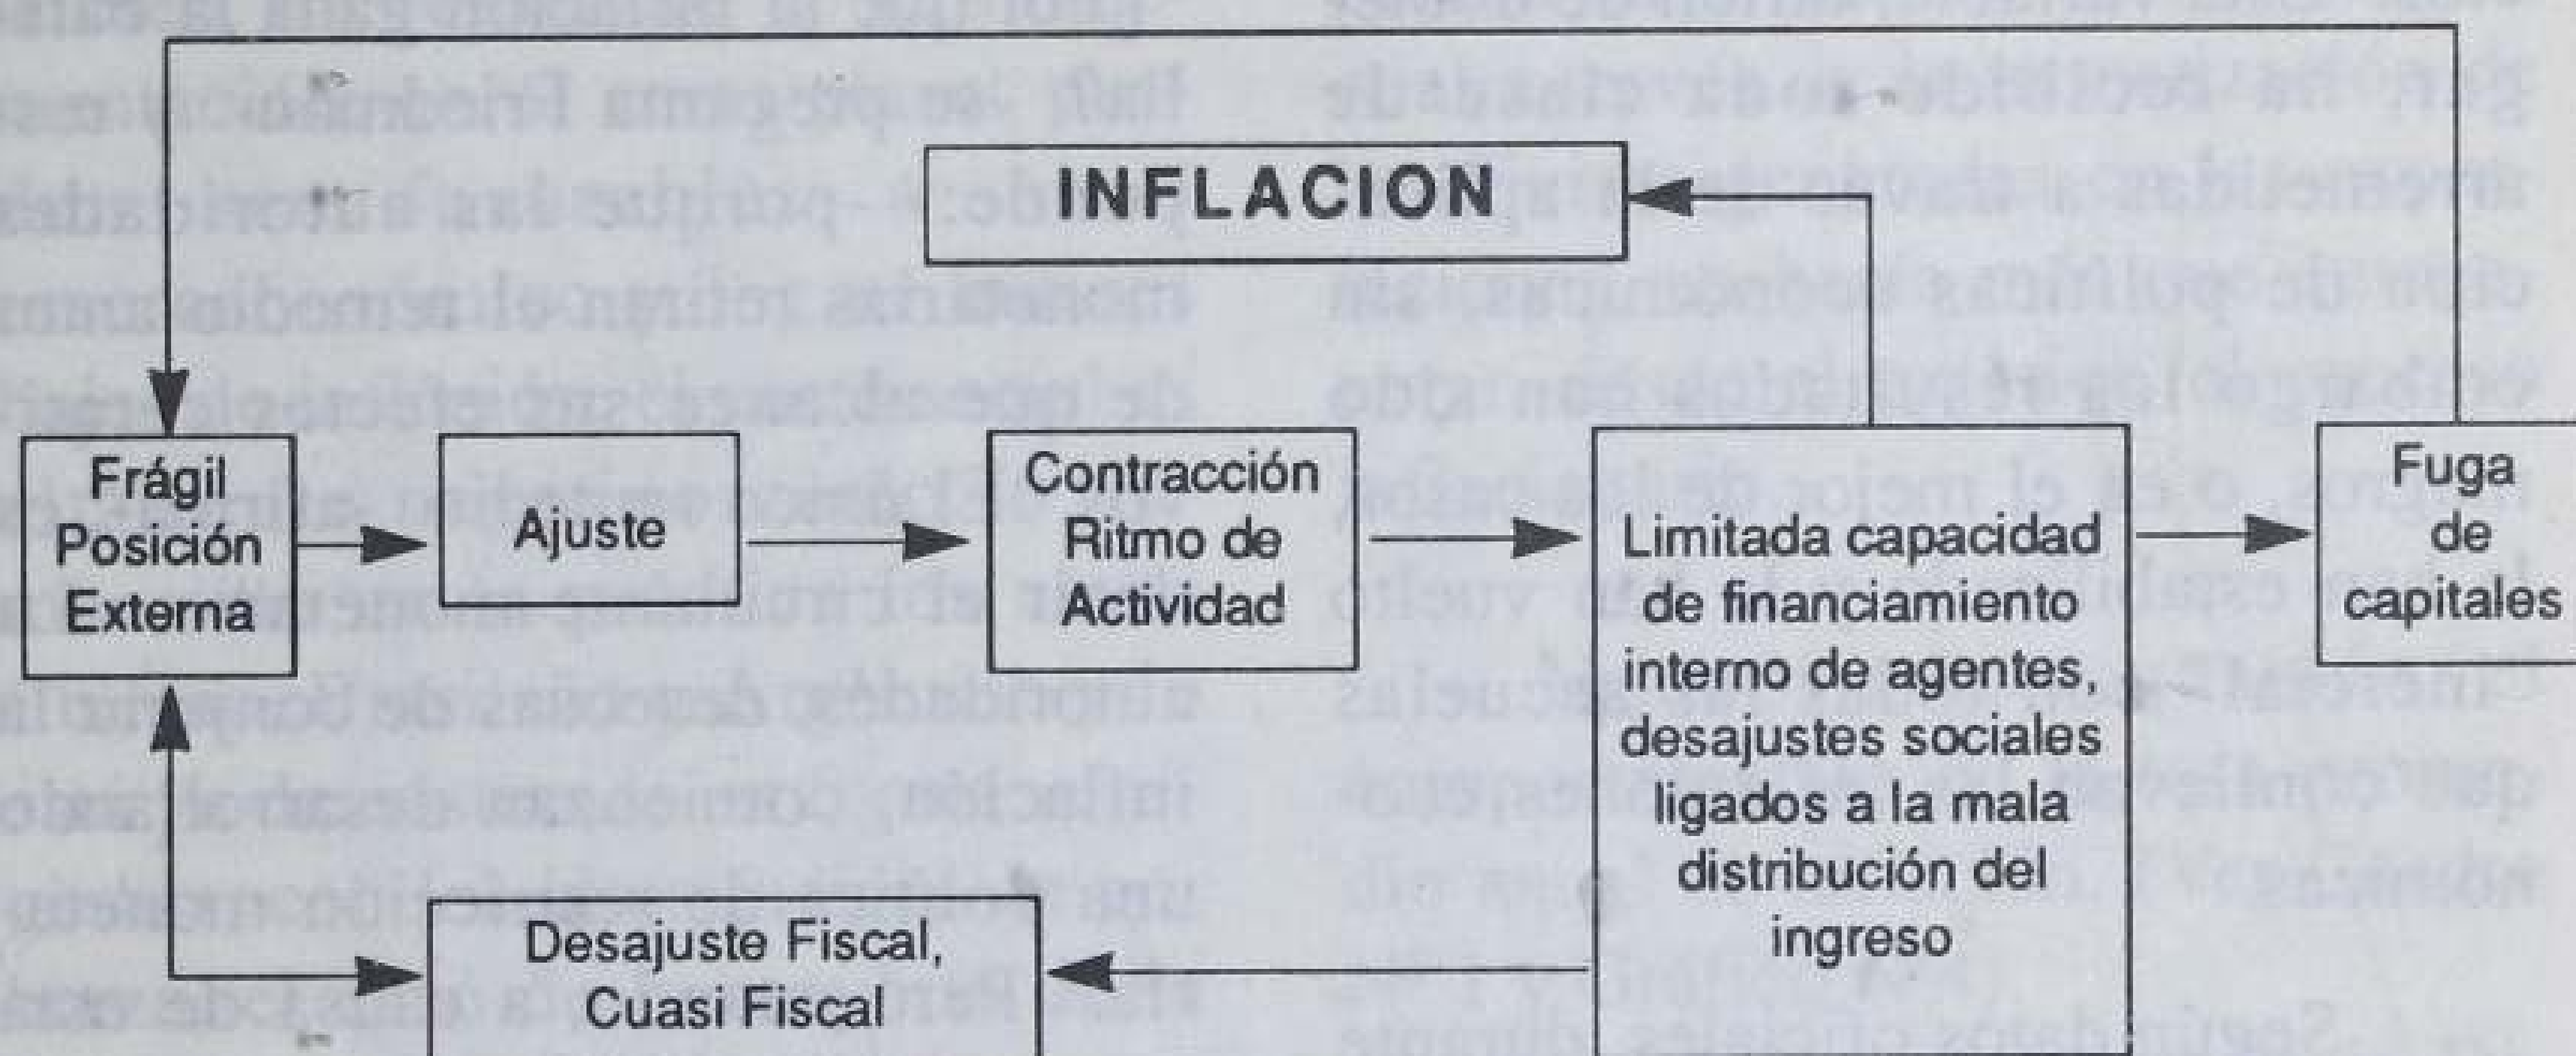 INFLACION
Frágil
Posición
Externa
Ajuste
Contracción
Ritmo de
Actividad
Limitada capacidad
de financiamiento
interno de agentes,
desajustes sociales
ligados a la mala
distribución del
ingreso
Fuga
de
capitales
Desajuste Fiscal,
Cuasi Fiscal